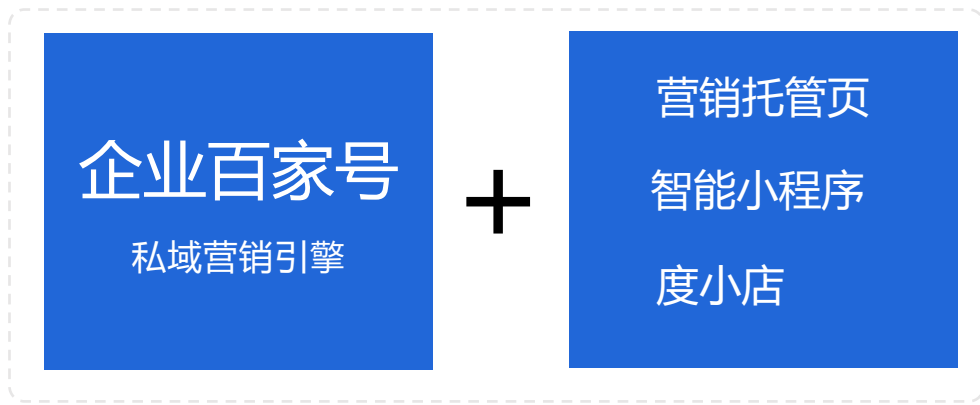 企业百家号
私域营销引擎
+
营销托管页
智能小程序
度小店